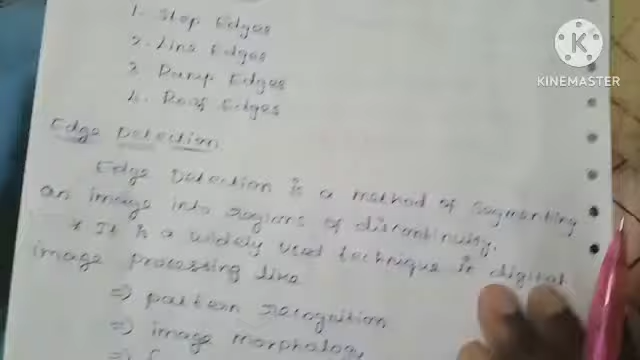 1. Step Edges
2. Line Edges
3. Ramp Edges
4. Roof Edges
Edge Detection
Edge Detection is a method of segmenting
an image into regions of discontinuity.
* It is a widely used technique in digital
image processing like
⇒ pattern recognition
⇒ image morphology
⇒
K
KINEMASTER